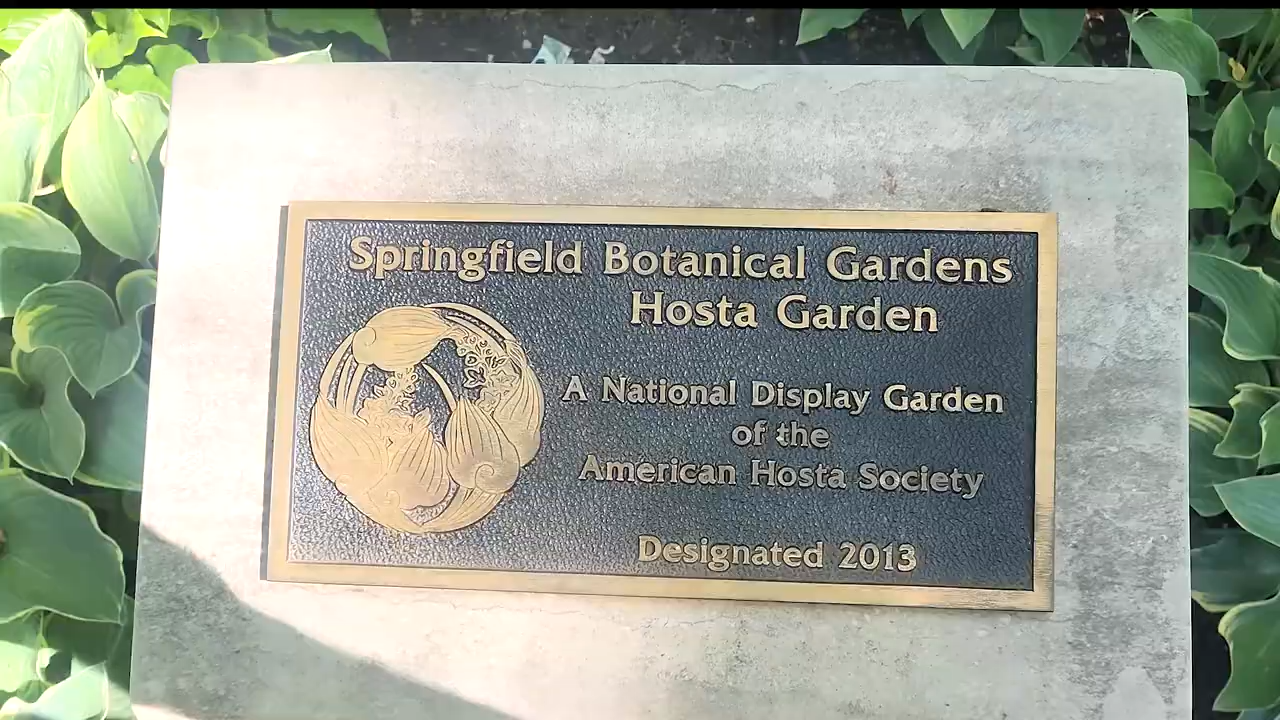 Springfield Botanical Gardens
Hosta Garden
A National Display Garden
of the
American Hosta Society
Designated 2013